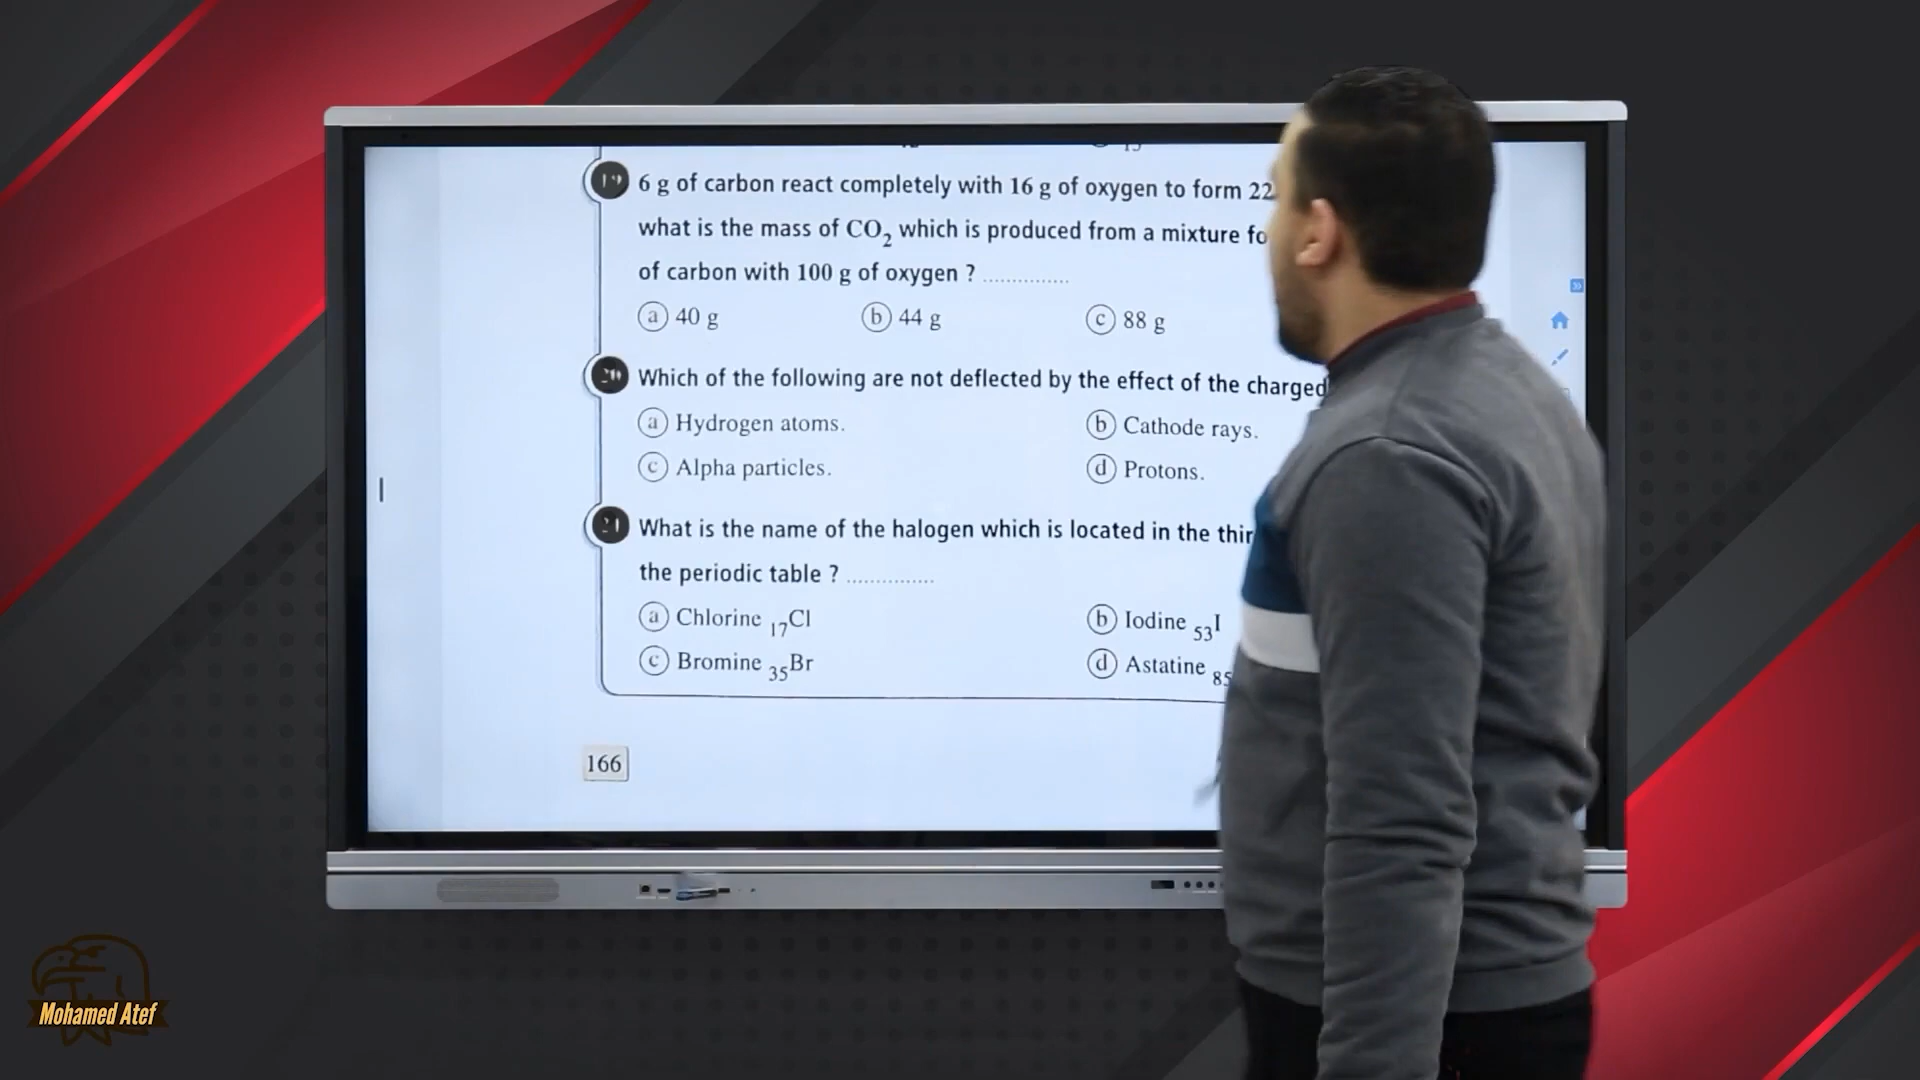 19 6 g of carbon react completely with 16 g of oxygen to form 22
what is the mass of CO₂ which is produced from a mixture
of carbon with 100 g of oxygen ? ..............
ⓐ 40 g ⓑ 44 g ⓒ 88 g
20 Which of the following are not deflected by the effect of the charged
ⓐ Hydrogen atoms. ⓑ Cathode rays.
ⓒ Alpha particles. ⓓ Protons.
21 What is the name of the halogen which is located in the
the periodic table ? ..............
ⓐ Chlorine ₁₇Cl ⓑ Iodine ₅₃I
ⓒ Bromine ₃₅Br ⓓ Astatine ₈₅
166
Mohamed Atef